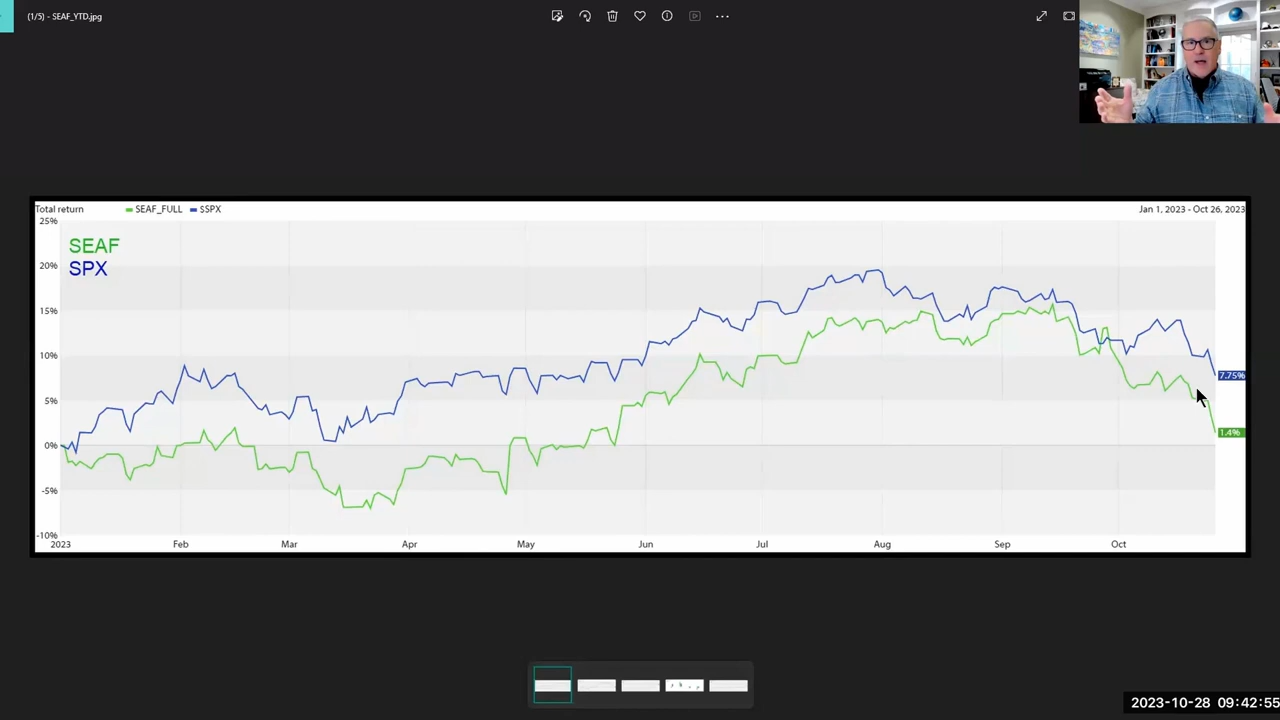 (1/5) - SEAF_YTD.jpg
Total return SEAF_FULL $SPX Jan 1, 2023 - Oct 26, 2023
25%
SEAF
SPX
20%
15%
10%
7.75%
5%
1.4%
0%
-5%
-10%
2023 Feb Mar Apr May Jun Jul Aug Sep Oct
2023-10-28 09:42:55